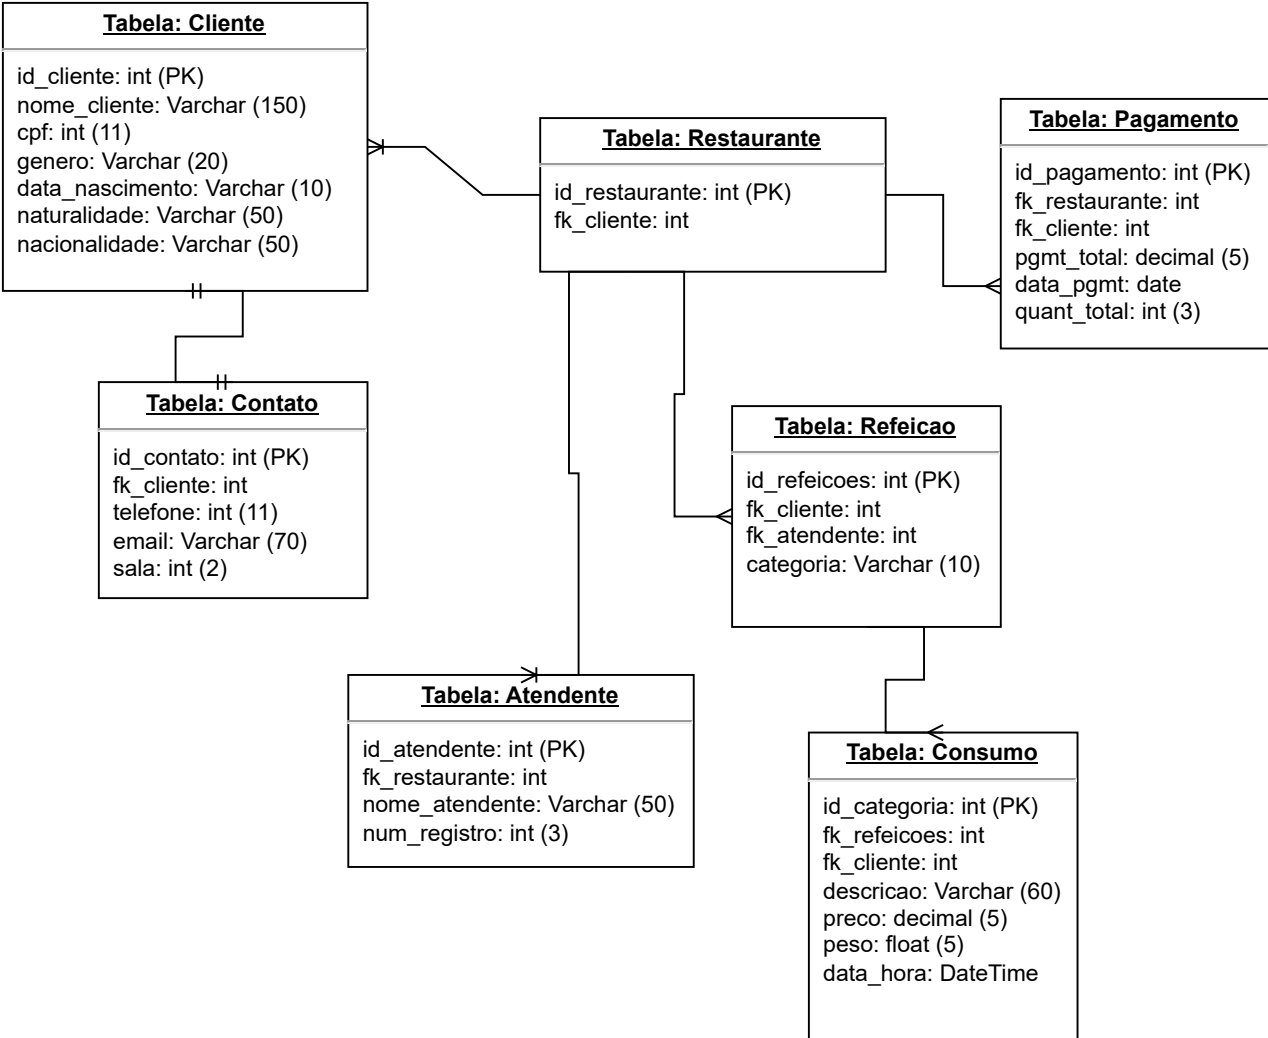 Tabela: Cliente
id_cliente: int (PK)
nome_cliente: Varchar (150)
cpf: int (11)
genero: Varchar (20)
data_nascimento: Varchar (10)
naturalidade: Varchar (50)
nacionalidade: Varchar (50)
Tabela: Restaurante
id_restaurante: int (PK)
fk_cliente: int
Tabela: Pagamento
id_pagamento: int (PK)
fk_restaurante: int
fk_cliente: int
pgmt_total: decimal (5)
data_pgmt: date
quant_total: int (3)
Tabela: Contato
id_contato: int (PK)
fk_cliente: int
telefone: int (11)
email: Varchar (70)
sala: int (2)
Tabela: Refeicao
id_refeicoes: int (PK)
fk_cliente: int
fk_atendente: int
categoria: Varchar (10)
Tabela: Atendente
id_atendente: int (PK)
fk_restaurante: int
nome_atendente: Varchar (50)
num_registro: int (3)
Tabela: Consumo
id_categoria: int (PK)
fk_refeicoes: int
fk_cliente: int
descricao: Varchar (60)
preco: decimal (5)
peso: float (5)
data_hora: DateTime